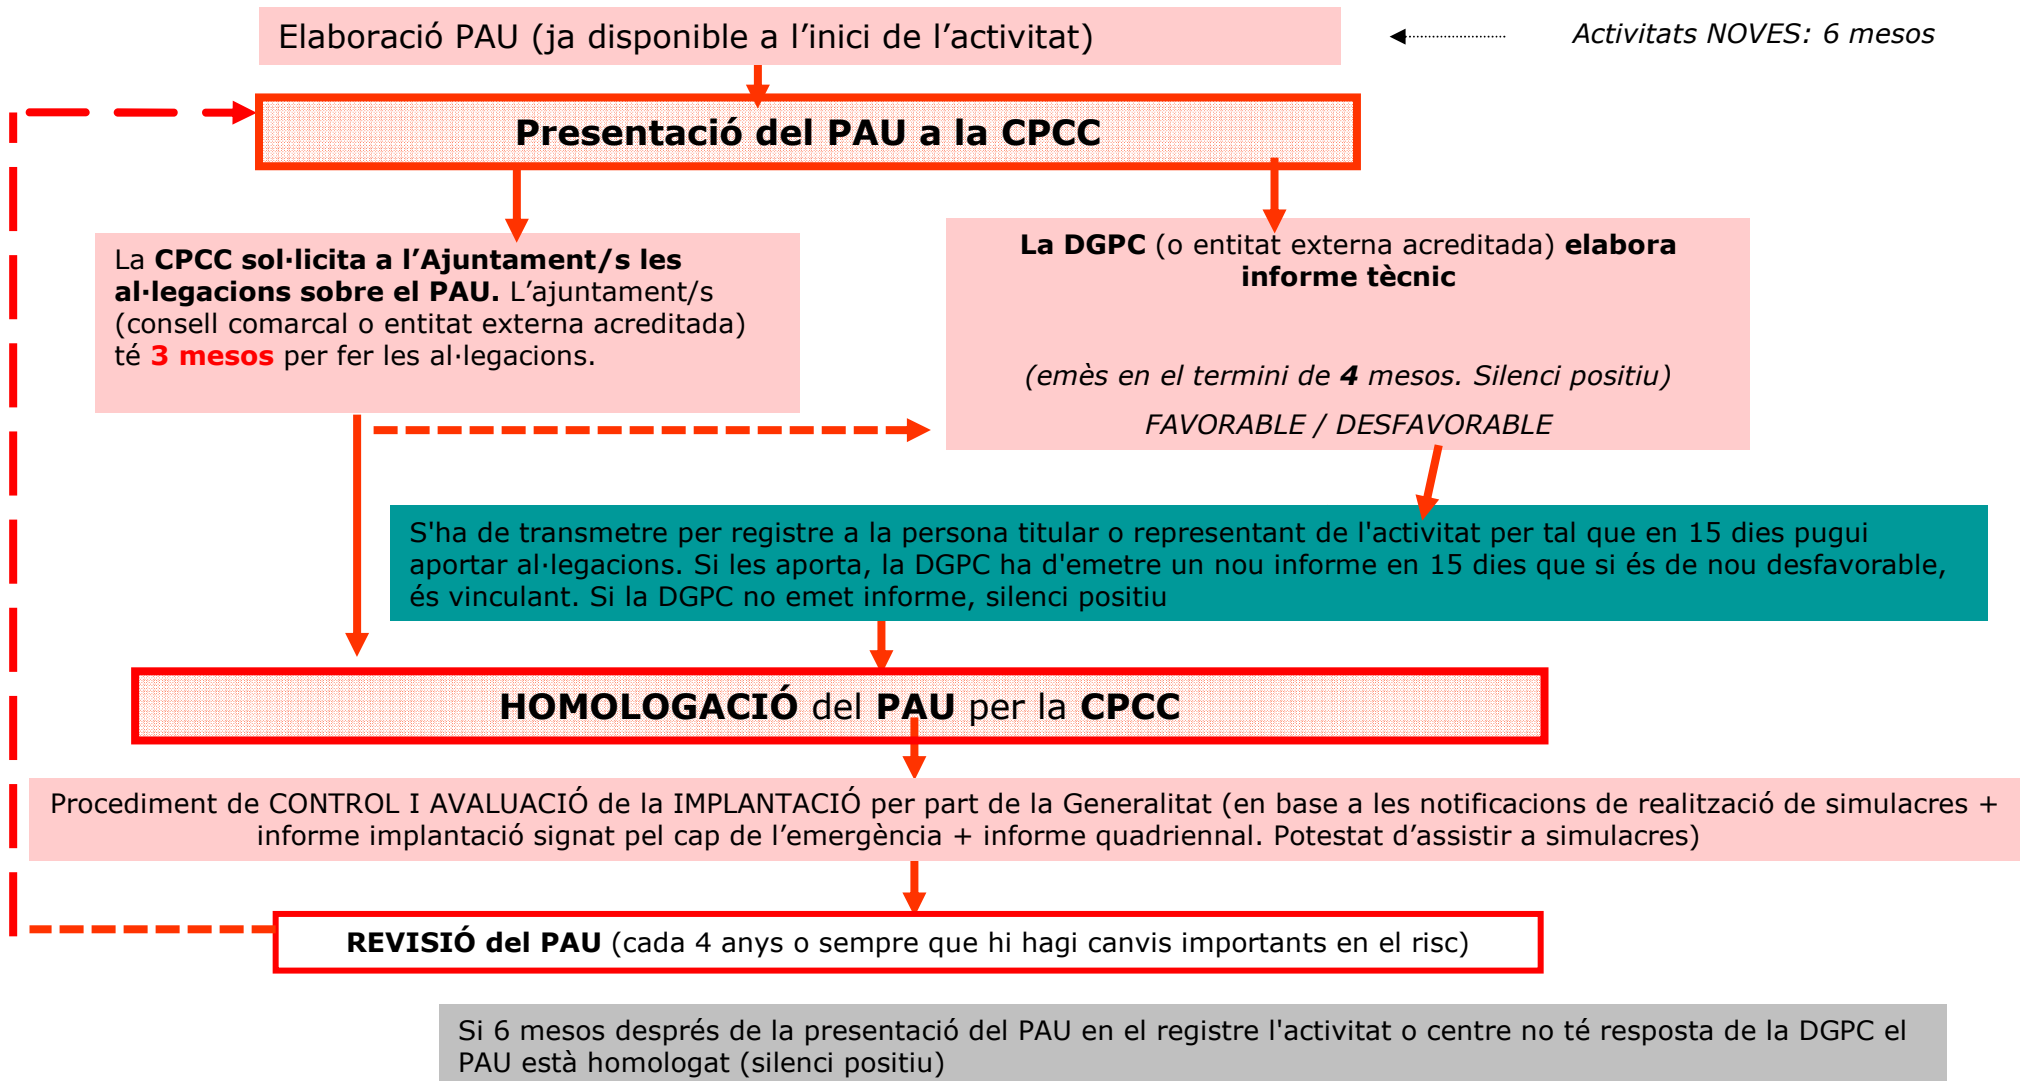 Elaboració PAU (ja disponible a l’inici de l’activitat)
Activitats NOVES: 6 mesos
Presentació del PAU a la CPCC
La CPCC sol·licita a l’Ajuntament/s les
al·legacions sobre el PAU. L’ajuntament/s
(consell comarcal o entitat externa acreditada)
té 3 mesos per fer les al·legacions.
La DGPC (o entitat externa acreditada) elabora
informe tècnic
(emès en el termini de 4 mesos. Silenci positiu)
FAVORABLE / DESFAVORABLE
S'ha de transmetre per registre a la persona titular o representant de l'activitat per tal que en 15 dies pugui
aportar al·legacions. Si les aporta, la DGPC ha d'emetre un nou informe en 15 dies que si és de nou desfavorable,
és vinculant. Si la DGPC no emet informe, silenci positiu
HOMOLOGACIÓ del PAU per la CPCC
Procediment de CONTROL I AVALUACIÓ de la IMPLANTACIÓ per part de la Generalitat (en base a les notificacions de realització de simulacres +
informe implantació signat pel cap de l’emergència + informe quadriennal. Potestat d’assistir a simulacres)
REVISIÓ del PAU (cada 4 anys o sempre que hi hagi canvis importants en el risc)
Si 6 mesos després de la presentació del PAU en el registre l'activitat o centre no té resposta de la DGPC el
PAU està homologat (silenci positiu)